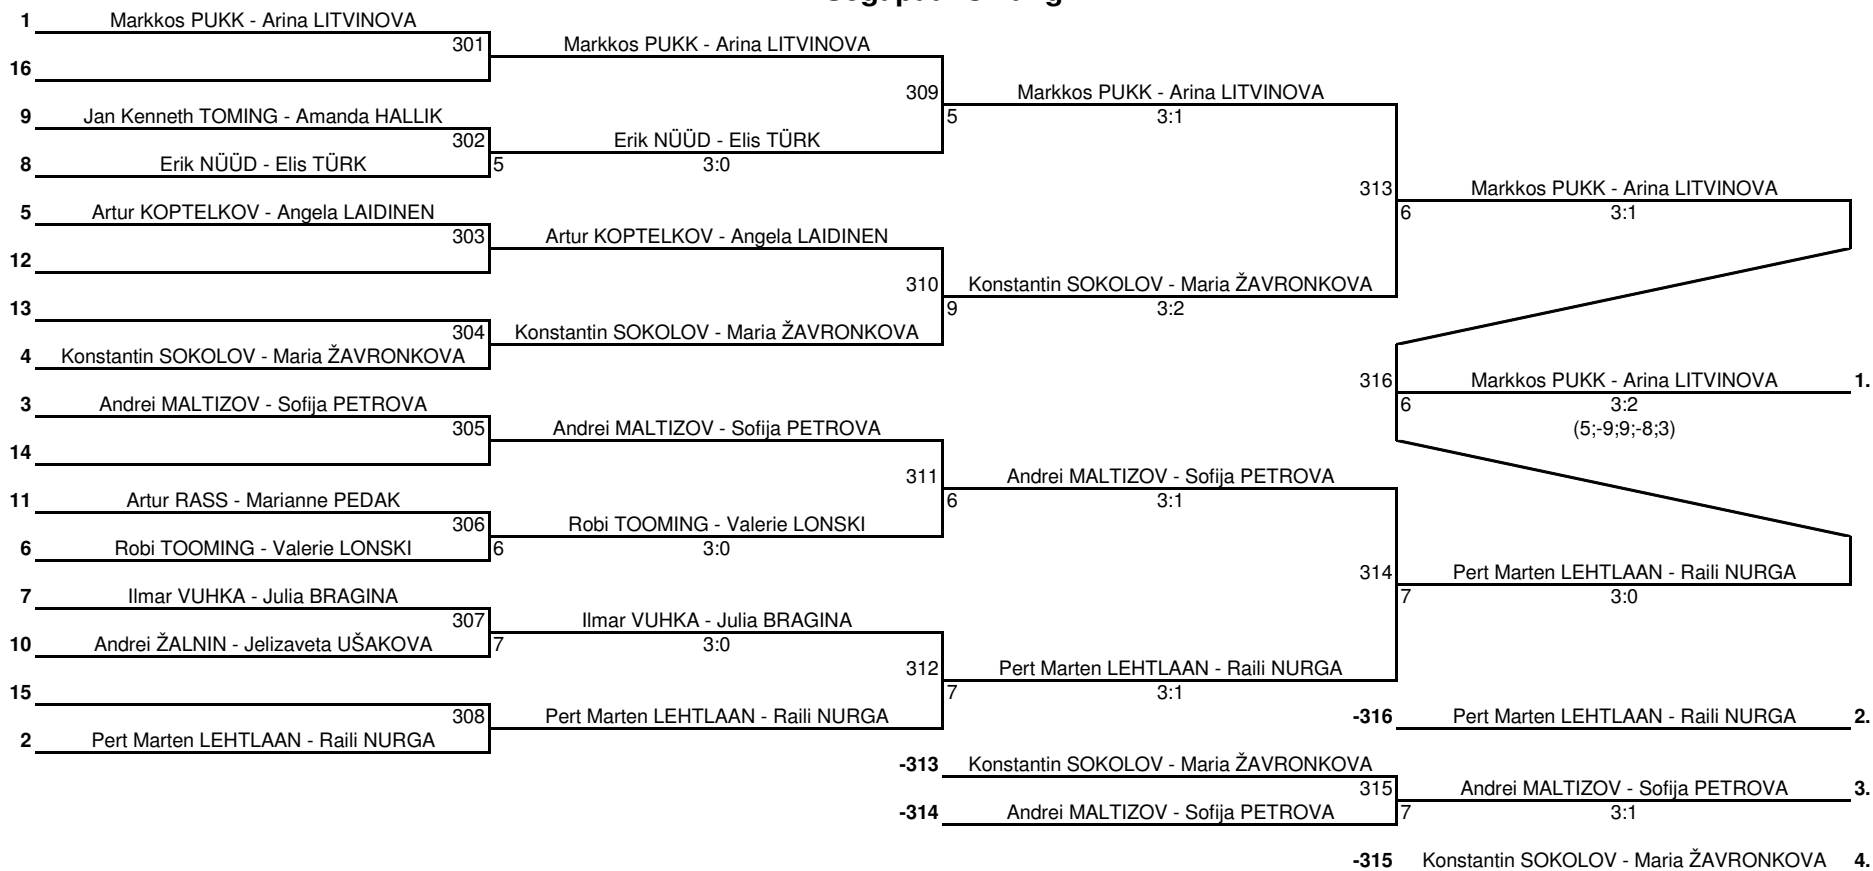 1 Markkos PUKK - Arina LITVINOVA
301 Markkos PUKK - Arina LITVINOVA
16
309 Markkos PUKK - Arina LITVINOVA
9 Jan Kenneth TOMING - Amanda HALLIK
5 3:1
302 Erik NÜÜD - Elis TÜRK
8 Erik NÜÜD - Elis TÜRK 5 3:0
313 Markkos PUKK - Arina LITVINOVA
5 Artur KOPTELKOV - Angela LAIDINEN
6 3:1
303 Artur KOPTELKOV - Angela LAIDINEN
12
310 Konstantin SOKOLOV - Maria ŽAVRONKOVA
13
9 3:2
304 Konstantin SOKOLOV - Maria ŽAVRONKOVA
4 Konstantin SOKOLOV - Maria ŽAVRONKOVA
316 Markkos PUKK - Arina LITVINOVA 1.
3 Andrei MALTIZOV - Sofija PETROVA
6 3:2
305 Andrei MALTIZOV - Sofija PETROVA
(5;-9;9;-8;3)
14
311 Andrei MALTIZOV - Sofija PETROVA
11 Artur RASS - Marianne PEDAK
6 3:1
306 Robi TOOMING - Valerie LONSKI
6 Robi TOOMING - Valerie LONSKI 6 3:0
314 Pert Marten LEHTLAAN - Raili NURGA
7 Ilmar VUHKA - Julia BRAGINA
7 3:0
307 Ilmar VUHKA - Julia BRAGINA
10 Andrei ŽALNIN - Jelizaveta UŠAKOVA 7 3:0
312 Pert Marten LEHTLAAN - Raili NURGA
15
7 3:1
308 Pert Marten LEHTLAAN - Raili NURGA
-316 Pert Marten LEHTLAAN - Raili NURGA 2.
2 Pert Marten LEHTLAAN - Raili NURGA
-313 Konstantin SOKOLOV - Maria ŽAVRONKOVA
315 Andrei MALTIZOV - Sofija PETROVA 3.
-314 Andrei MALTIZOV - Sofija PETROVA 7 3:1
-315 Konstantin SOKOLOV - Maria ŽAVRONKOVA 4.